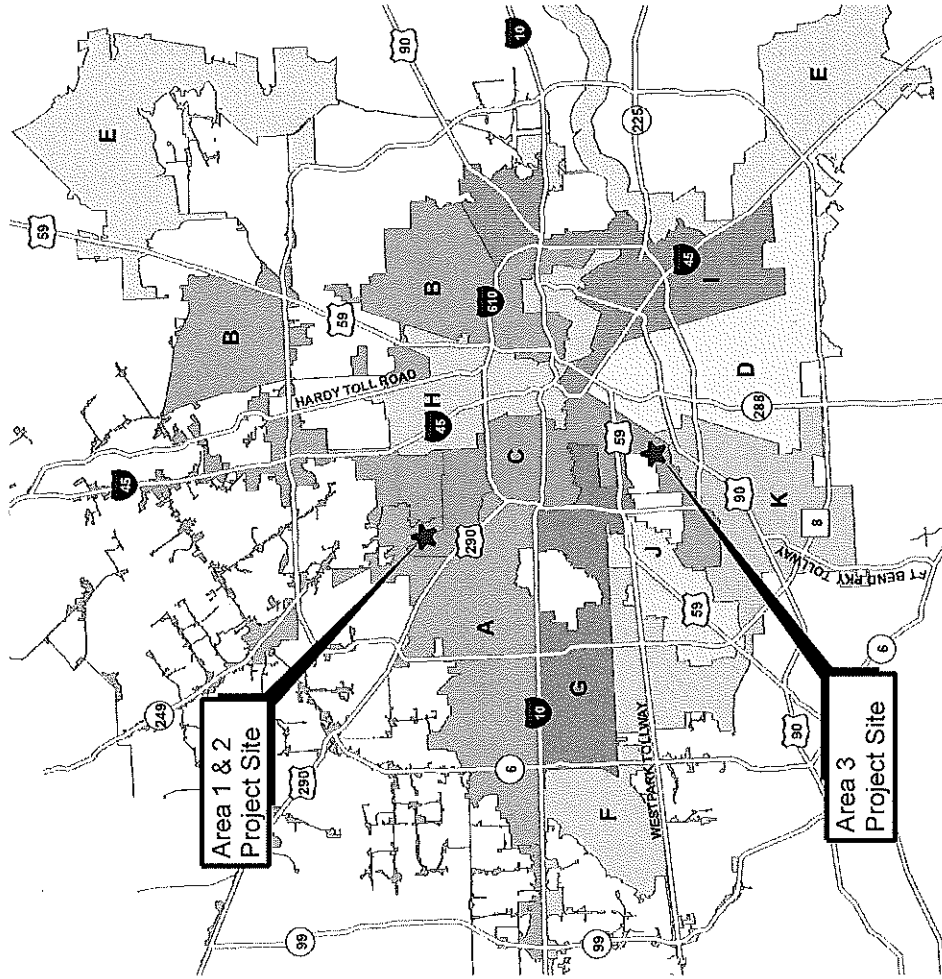 E
90
10
59
225
E
B
B
610
59
45
I
HARDY TOLL ROAD
H
45
D
288
45
C
59
290
90
K
8
J
FT BEND PKY TOLLWAY
A
59
249
G
10
6
Area 1 & 2
Project Site
290
6
WESTPARK TOLLWAY
90
F
Area 3
Project Site
99
99